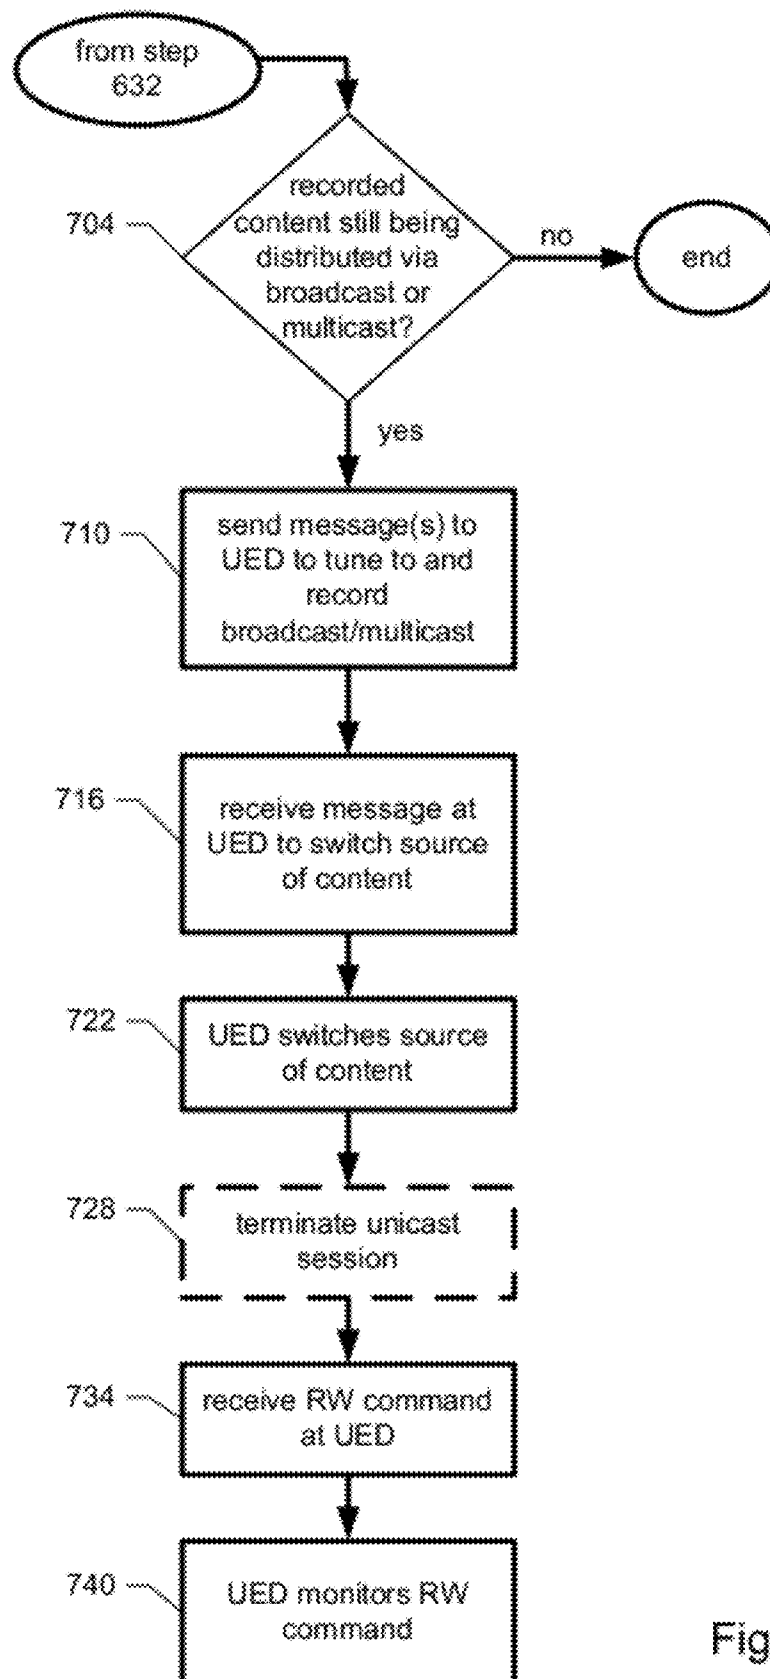 from step
632
704
recorded
content still being
distributed via
broadcast or
multicast?
no
end
yes
710
send message(s) to
UED to tune to and
record
broadcast/multicast
716
receive message at
UED to switch source
of content
722
UED switches source
of content
728
terminate unicast
session
734
receive RW command
at UED
740
UED monitors RW
command
Fig